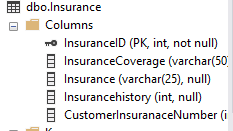 dbo.Insurance
Columns
InsuranceID (PK, int, not null)
InsuranceCoverage (varchar(50)
Insurance (varchar(25), null)
Insurancehistory (int, null)
CustomerInsuranaceNumber (i